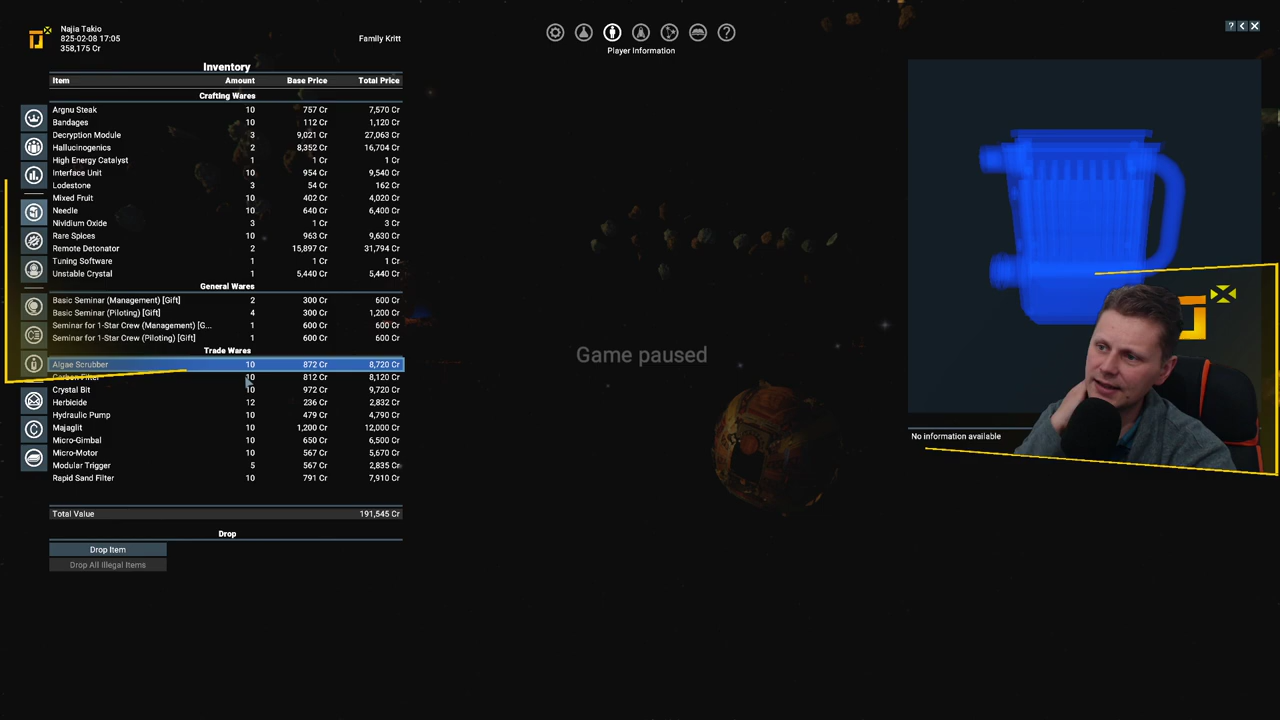 Najia Takio
825-02-08 17:05
358,175 Cr
Family Kritt
Player Information
?
?
Inventory
Item Amount Base Price Total Price
Crafting Wares
Argnu Steak 10 757 Cr 7,570 Cr
Bandages 10 112 Cr 1,120 Cr
Decryption Module 3 9,021 Cr 27,063 Cr
Hallucinogenics 2 8,352 Cr 16,704 Cr
High Energy Catalyst 1 1 Cr 1 Cr
Interface Unit 10 954 Cr 9,540 Cr
Lodestone 3 54 Cr 162 Cr
Mixed Fruit 10 402 Cr 4,020 Cr
Needle 10 640 Cr 6,400 Cr
Nividium Oxide 3 1 Cr 3 Cr
Rare Spices 10 963 Cr 9,630 Cr
Remote Detonator 2 15,897 Cr 31,794 Cr
Tuning Software 1 1 Cr 1 Cr
Unstable Crystal 1 5,440 Cr 5,440 Cr
General Wares
Basic Seminar (Management) [Gift] 2 300 Cr 600 Cr
Basic Seminar (Piloting) [Gift] 4 300 Cr 1,200 Cr
Seminar for 1-Star Crew (Management) [G... 1 600 Cr 600 Cr
Seminar for 1-Star Crew (Piloting) [Gift] 1 600 Cr 600 Cr
Trade Wares
Algae Scrubber 10 872 Cr 8,720 Cr
Carbon Filter 10 812 Cr 8,120 Cr
Crystal Bit 10 972 Cr 9,720 Cr
Herbicide 12 236 Cr 2,832 Cr
Hydraulic Pump 10 479 Cr 4,790 Cr
Majaglit 10 1,200 Cr 12,000 Cr
Micro-Gimbal 10 650 Cr 6,500 Cr
Micro-Motor 10 567 Cr 5,670 Cr
Modular Trigger 5 567 Cr 2,835 Cr
Rapid Sand Filter 10 791 Cr 7,910 Cr
Total Value 191,545 Cr
Drop
Drop Item
Drop All Illegal Items
Game paused
No information available